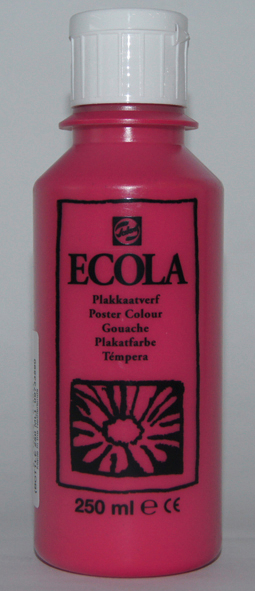 ECOLA
Plakkaatverf
Poster Colour
Gouache
Plakatfarbe
Témpera
250 ml ℮ CE